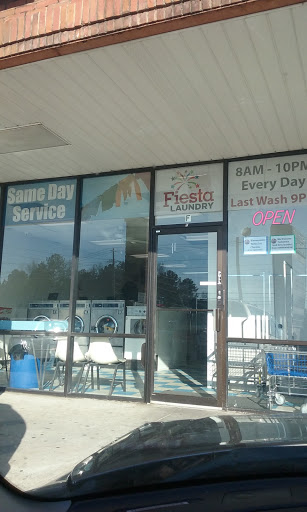 Same Day
Service
Fiesta
LAUNDRY
F
8AM - 10PM
Every Day
Last Wash 9P
OPEN